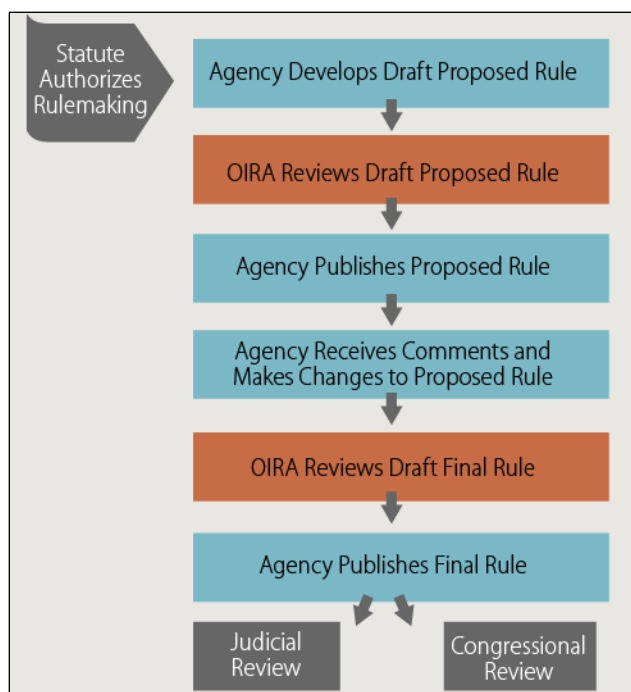 Statute
Authorizes
Rulemaking
Agency Develops Draft Proposed Rule
OIRA Reviews Draft Proposed Rule
Agency Publishes Proposed Rule
Agency Receives Comments and
Makes Changes to Proposed Rule
OIRA Reviews Draft Final Rule
Agency Publishes Final Rule
Judicial
Review
Congressional
Review